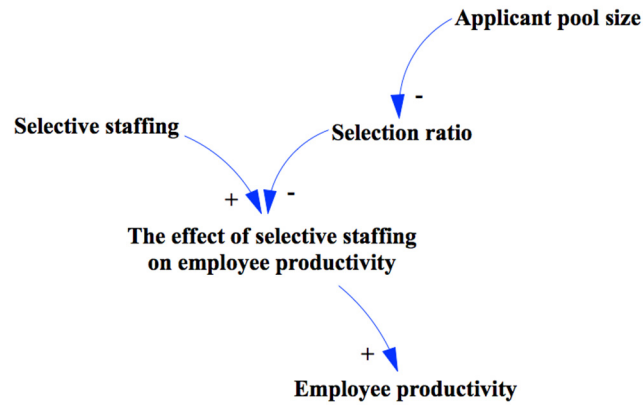 Applicant pool size
-
Selective staffing
Selection ratio
+
-
The effect of selective staffing
on employee productivity
+
Employee productivity